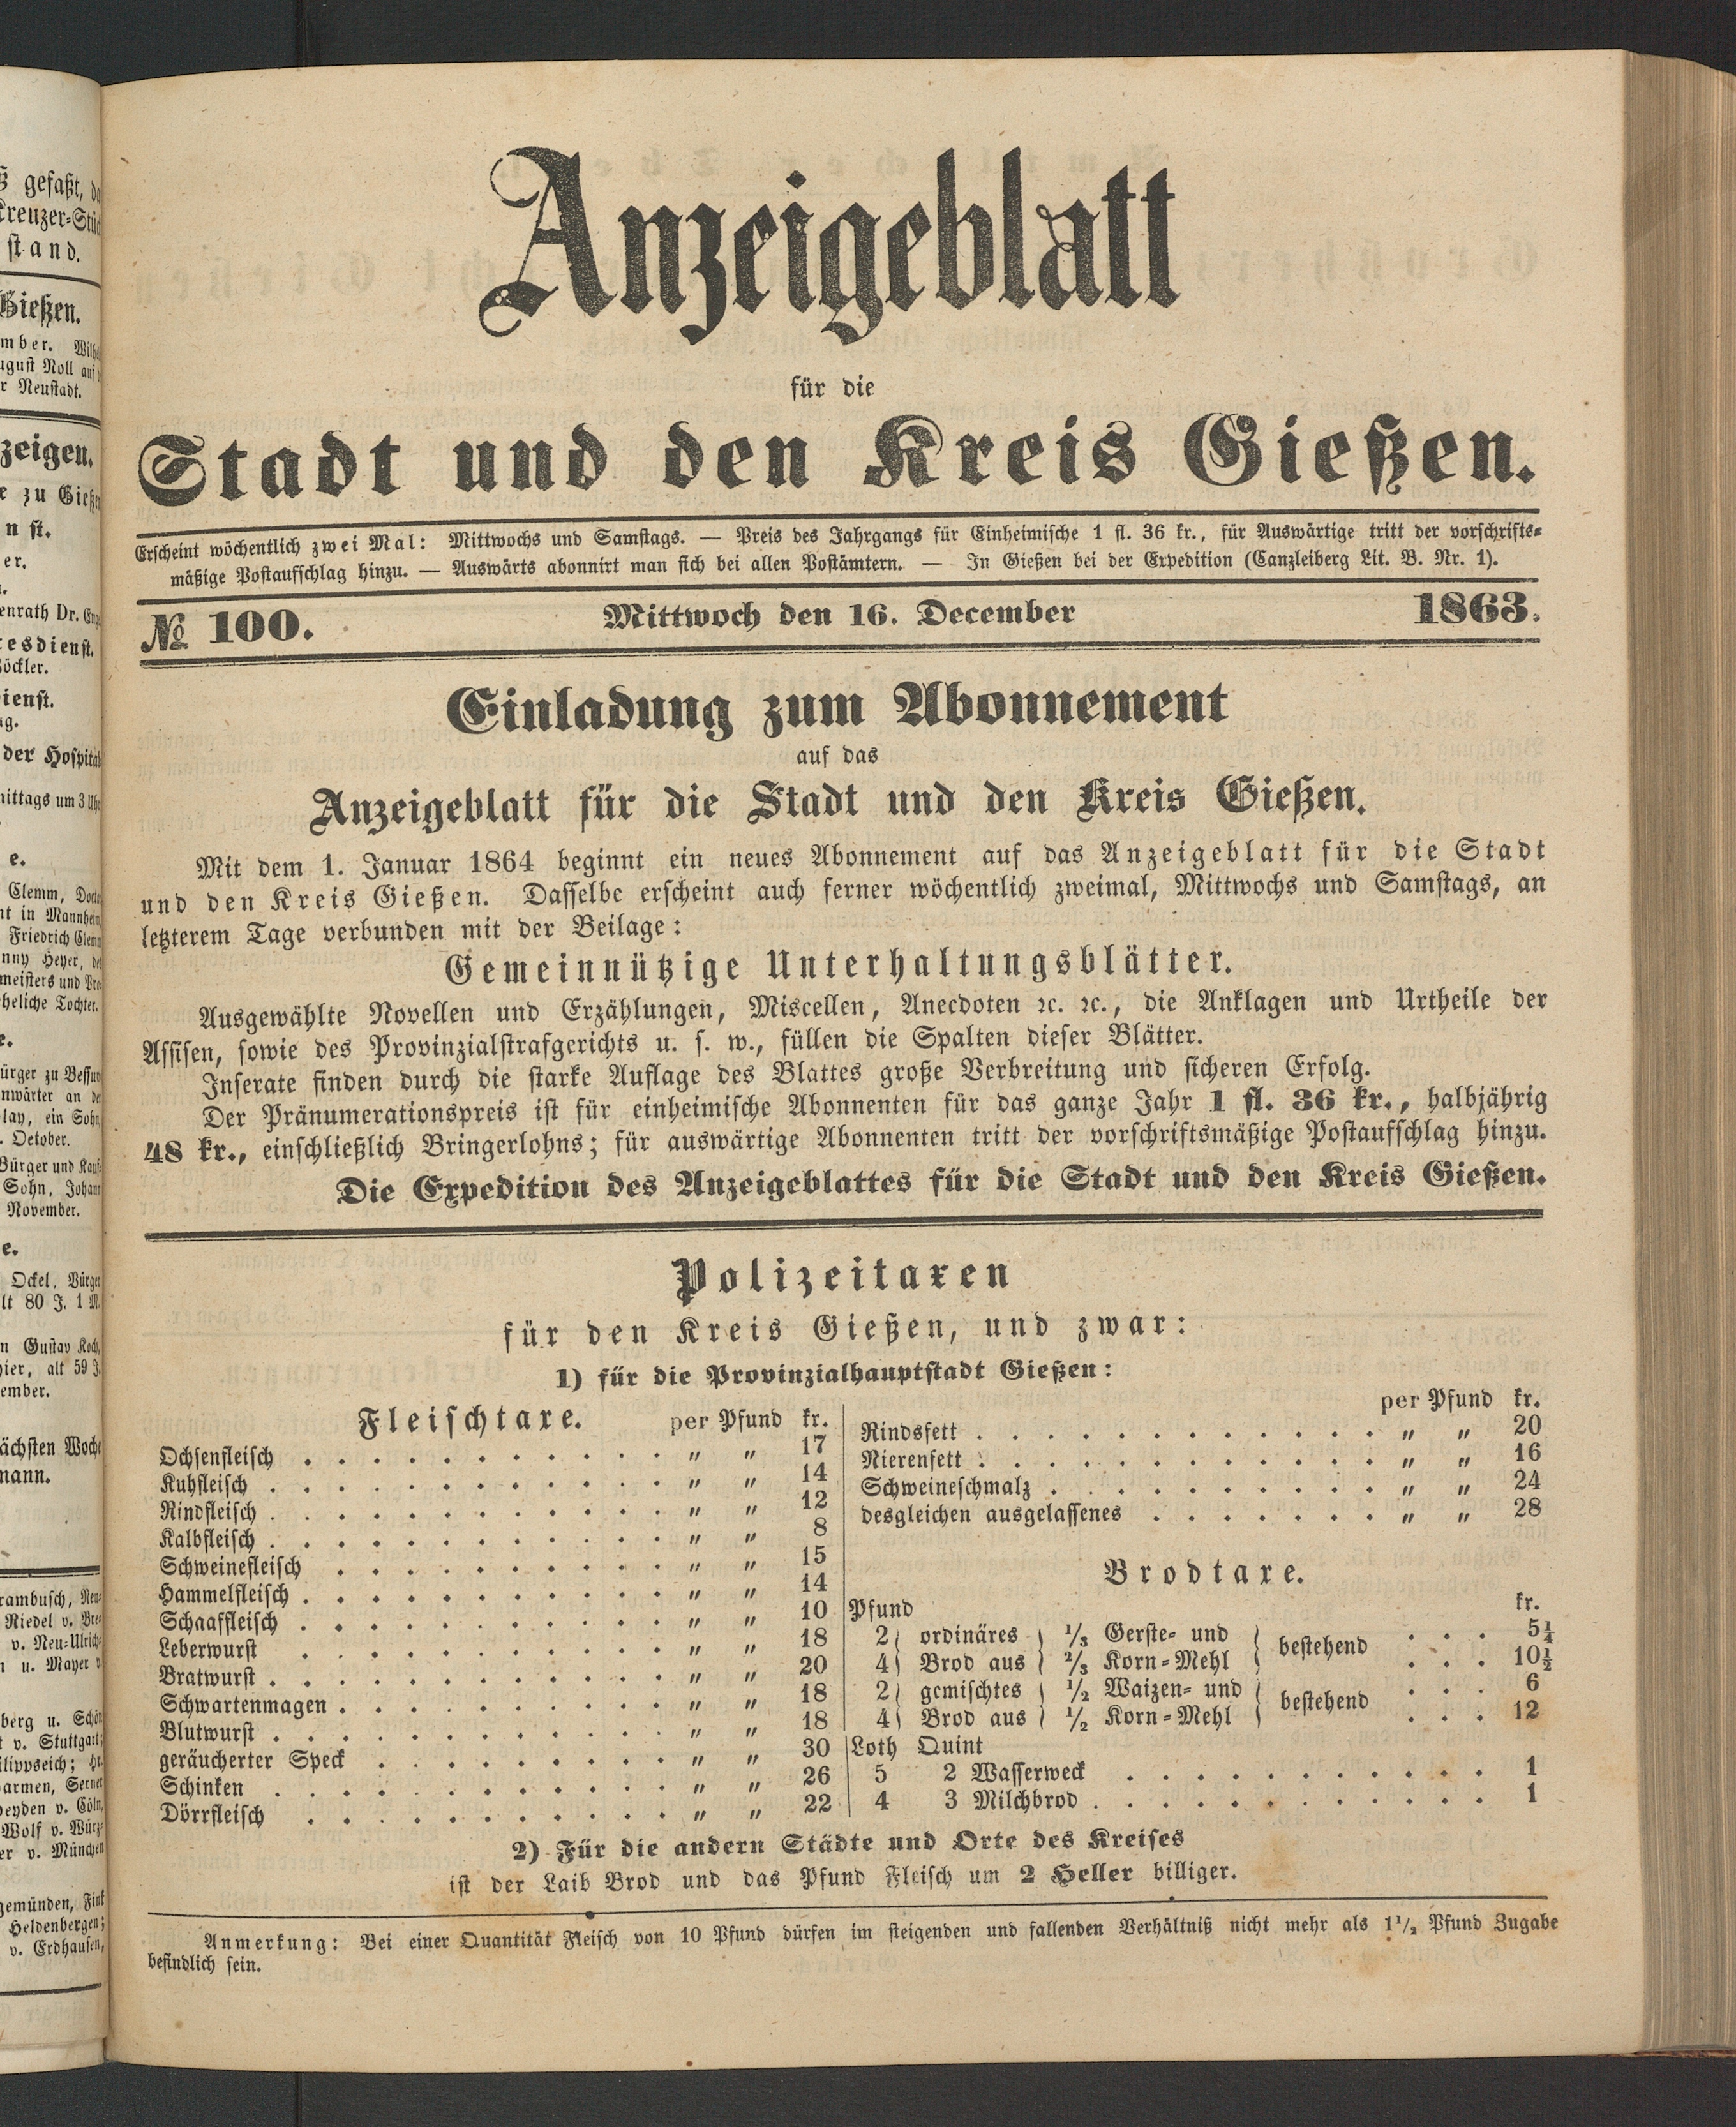 Anzeigeblatt
für die
Stadt und den Kreis Gießen.
Erscheint wöchentlich zwei Mal: Mittwochs und Samstags. — Preis des Jahrgangs für Einheimische 1 fl. 36 kr., für Auswärtige tritt der vorschrifts-
mäßige Postaufschlag hinzu. — Auswärts abonnirt man sich bei allen Postämtern. — In Gießen bei der Expedition (Canzleiberg Lit. B. Nr. 1).
№ 100. Mittwoch den 16. December 1863.
Einladung zum Abonnement
auf das
Anzeigeblatt für die Stadt und den Kreis Gießen.
Mit dem 1. Januar 1864 beginnt ein neues Abonnement auf das Anzeigeblatt für die Stadt
und den Kreis Gießen. Dasselbe erscheint auch ferner wöchentlich zweimal, Mittwochs und Samstags, an
letzterem Tage verbunden mit der Beilage:
Gemeinnützige Unterhaltungsblätter.
Ausgewählte Novellen und Erzählungen, Miscellen, Anecdoten ꝛc. ꝛc., die Anklagen und Urtheile der
Assisen, sowie des Provinzialstrafgerichts u. s. w., füllen die Spalten dieser Blätter.
Inserate finden durch die starke Auflage des Blattes große Verbreitung und sicheren Erfolg.
Der Pränumerationspreis ist für einheimische Abonnenten für das ganze Jahr 1 fl. 36 kr., halbjährig
48 kr., einschließlich Bringerlohns; für auswärtige Abonnenten tritt der vorschriftsmäßige Postaufschlag hinzu.
Die Expedition des Anzeigeblattes für die Stadt und den Kreis Gießen.
Polizeitaxen
für den Kreis Gießen, und zwar:
1) für die Provinzialhauptstadt Gießen:
Fleischtaxe. per Pfund kr.
Ochsenfleisch . . . . . . . . . . . " " 17
Kuhfleisch . . . . . . . . . . . . " " 14
Rindfleisch . . . . . . . . . . . . " " 12
Kalbfleisch . . . . . . . . . . . . " " 8
Schweinefleisch . . . . . . . . . . " " 15
Hammelfleisch . . . . . . . . . . . " " 14
Schaaffleisch . . . . . . . . . . . " " 10
Leberwurst . . . . . . . . . . . " " 18
Bratwurst . . . . . . . . . . . . " " 20
Schwartenmagen . . . . . . . . . . " " 18
Blutwurst . . . . . . . . . . . . " " 18
geräucherter Speck . . . . . . . . . " " 30
Schinken . . . . . . . . . . . . " " 26
Dörrfleisch . . . . . . . . . . . " " 22
per Pfund kr.
Rindsfett . . . . . . . . . . . . . " " 20
Nierenfett . . . . . . . . . . . . . " " 16
Schweineschmalz . . . . . . . . . . . " " 24
desgleichen ausgelassenes . . . . . . . " " 28
Brodtaxe.
Pfund kr.
2) ordinäres ) 1/3 Gerste- und } bestehend . . . 5 1/4
4) Brod aus ) 2/3 Korn-Mehl } . . . 10 1/2
2) gemischtes ) 1/2 Waizen- und } bestehend . . . 6
4) Brod aus ) 1/2 Korn-Mehl } . . . 12
Loth Quint
5 2 Wasserweck . . . . . . . . . . . 1
4 3 Milchbrod . . . . . . . . . . . . 1
2) Für die andern Städte und Orte des Kreises
ist der Laib Brod und das Pfund Fleisch um 2 Heller billiger.
Anmerkung: Bei einer Quantität Fleisch von 10 Pfund dürfen im steigenden und fallenden Verhältniß nicht mehr als 1 1/2 Pfund Zugabe
befindlich sein.